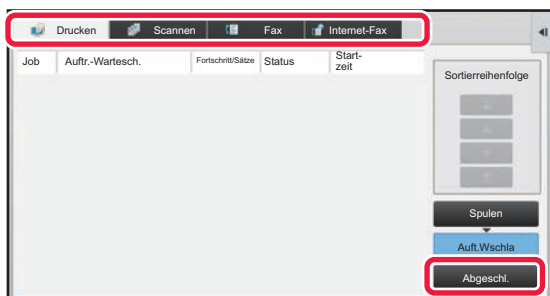 Drucken Scannen Fax Internet-Fax
Job Auftr.-Wartesch. Fortschritt/Sätze Status Start-
zeit
Sortierreihenfolge
Spulen
Auft.Wschla
Abgeschl.